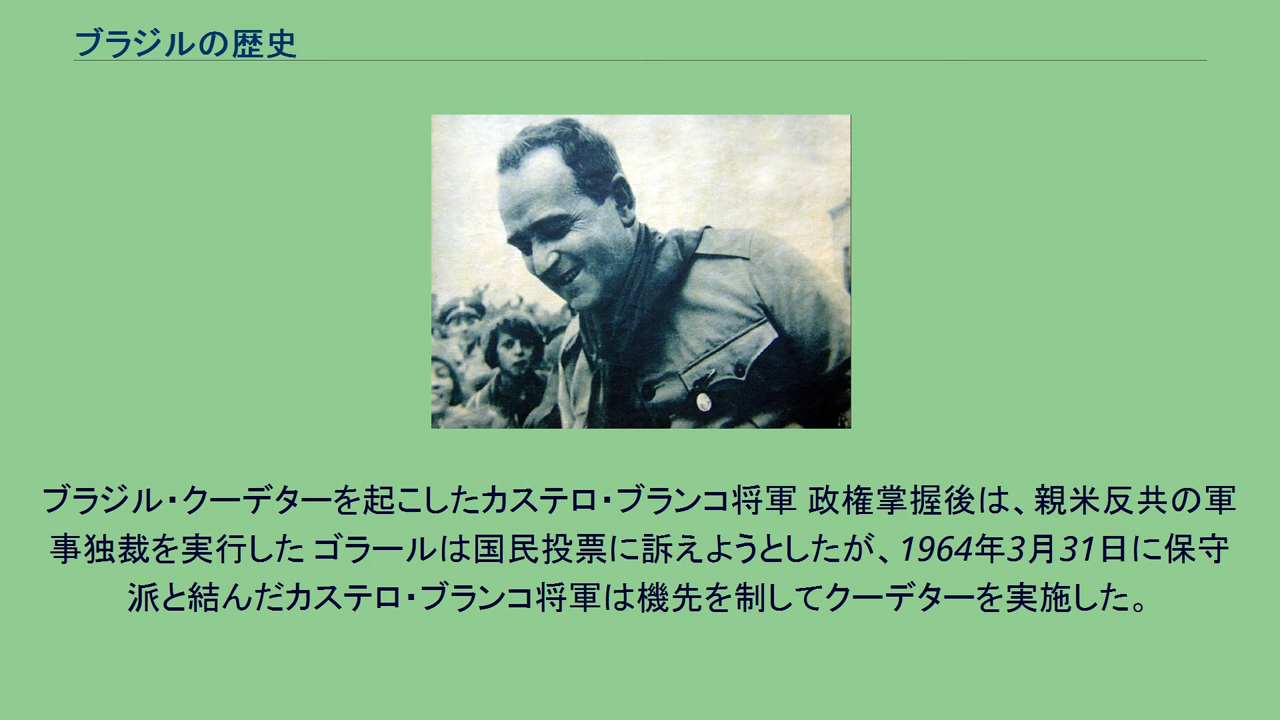 ブラジルの歴史
ブラジル・クーデターを起こしたカステロ・ブランコ将軍 政権掌握後は、親米反共の軍
事独裁を実行した ゴラールは国民投票に訴えようとしたが、1964年3月31日に保守
派と結んだカステロ・ブランコ将軍は機先を制してクーデターを実施した。